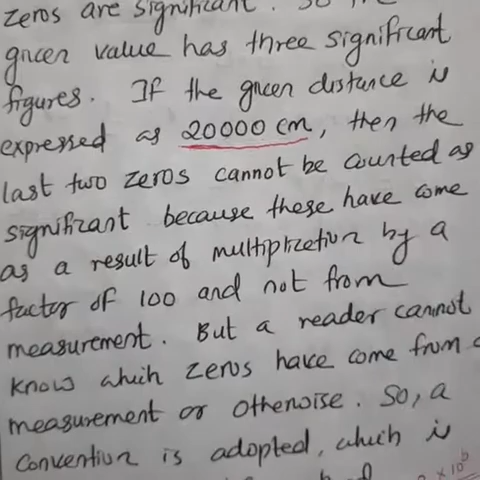 zeros are significant. So the
given value has three significant
figures. If the given distance is
expressed as 20000 cm, then the
last two zeros cannot be counted as
significant because these have come
as a result of multiplication by a
factor of 100 and not from
measurement. But a reader cannot
know which zeros have come from
measurement or otherwise. So, a
convention is adopted, which is
×10⁶